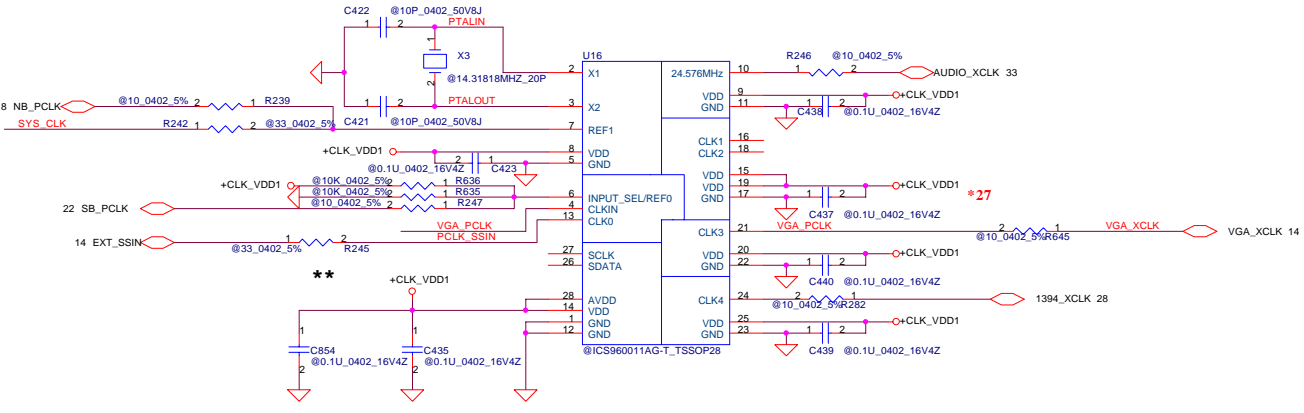 C422 @10P_0402_50V8J
1 2 PTALIN
U16
1 X3
2 @14.31818MHZ_20P
2 X1
24.576MHz 10
R246 @10_0402_5%
1 2 AUDIO_XCLK 33
8 NB_PCLK @10_0402_5% 2 1 R239
1 2 PTALOUT
C421 @10P_0402_50V8J
3 X2
VDD 9 +CLK_VDD1
GND 11 1 2
C438 @0.1U_0402_16V4Z
SYS_CLK R242 1 2 @33_0402_5%
7 REF1
CLK1 16
CLK2 18
+CLK_VDD1 8 VDD
2 1 5 GND
@0.1U_0402_16V4Z C423
VDD 15
VDD 19 +CLK_VDD1
GND 17 1 2
C437 @0.1U_0402_16V4Z
*27
+CLK_VDD1 @10K_0402_5% 2 1 R636
@10K_0402_5% 2 1 R635
22 SB_PCLK @10_0402_5% 2 1 R247
6 INPUT_SEL/REF0
VGA_PCLK 4 CLKIN
PCLK_SSIN 13 CLK0
14 EXT_SSIN 1 2
@33_0402_5% R245
**
CLK3 21 VGA_PCLK 2 1 VGA_XCLK VGA_XCLK 14
@10_0402_5% R645
27 SCLK
26 SDATA
VDD 20 +CLK_VDD1
GND 22 1 2
C440 @0.1U_0402_16V4Z
+CLK_VDD1
28 AVDD
14 VDD
1 GND
12 GND
CLK4 24 2 1 1394_XCLK 28
@10_0402_5% R282
VDD 25 +CLK_VDD1
GND 23 1 2
C439 @0.1U_0402_16V4Z
1 C854
2 @0.1U_0402_16V4Z
1 C435
2 @0.1U_0402_16V4Z
@ICS960011AG-T_TSSOP28